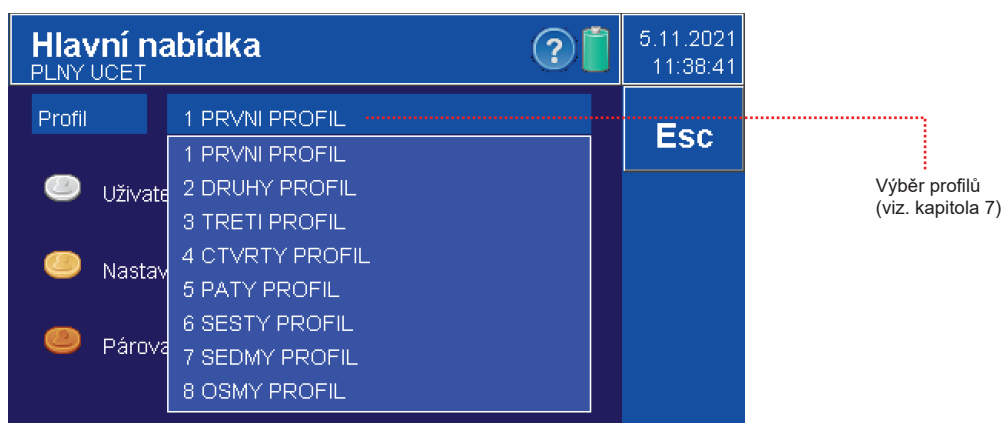 Hlavní nabídka
PLNY UCET
?
5.11.2021
11:38:41
Profil
1 PRVNI PROFIL
Esc
1 PRVNI PROFIL
Uživate
2 DRUHY PROFIL
3 TRETI PROFIL
4 CTVRTY PROFIL
Nastav
5 PATY PROFIL
6 SESTY PROFIL
Párova
7 SEDMY PROFIL
8 OSMY PROFIL
Výběr profilů
(viz. kapitola 7)